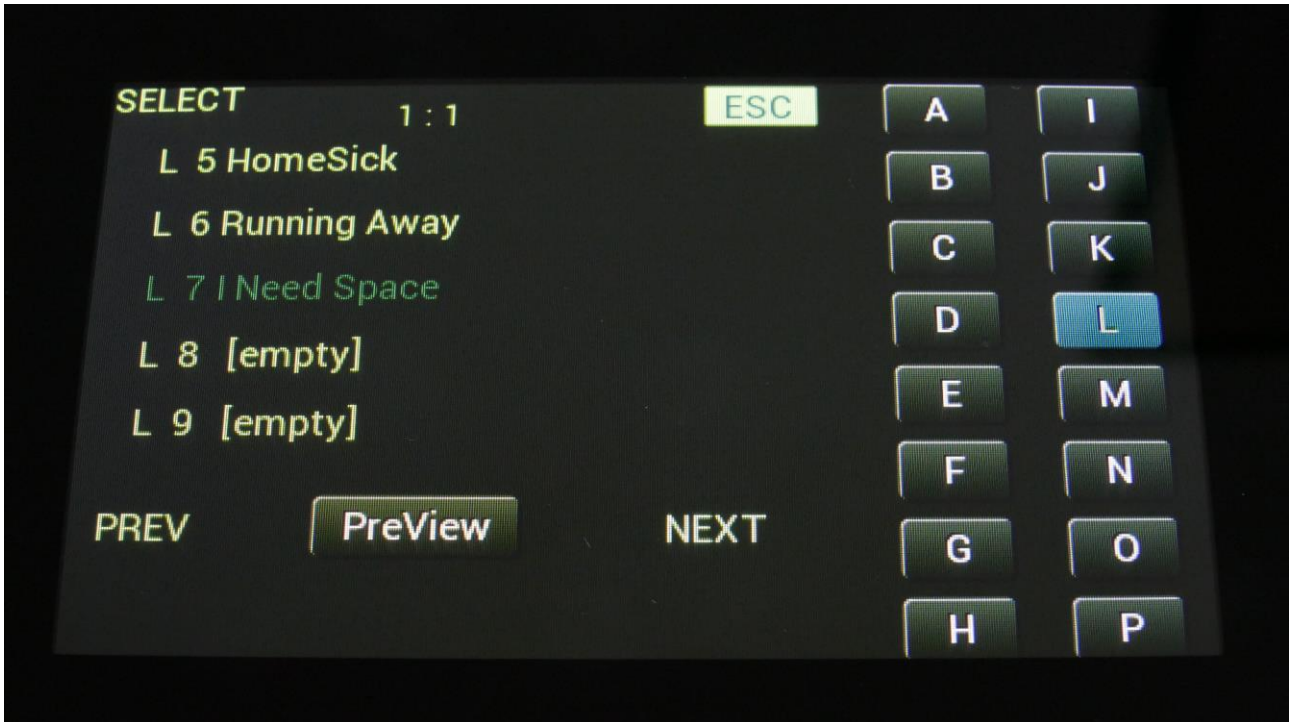 SELECT
1 : 1
ESC
L 5 HomeSick
L 6 Running Away
L 7 I Need Space
L 8 [empty]
L 9 [empty]
PREV PreView NEXT
A I
B J
C K
D L
E M
F N
G O
H P